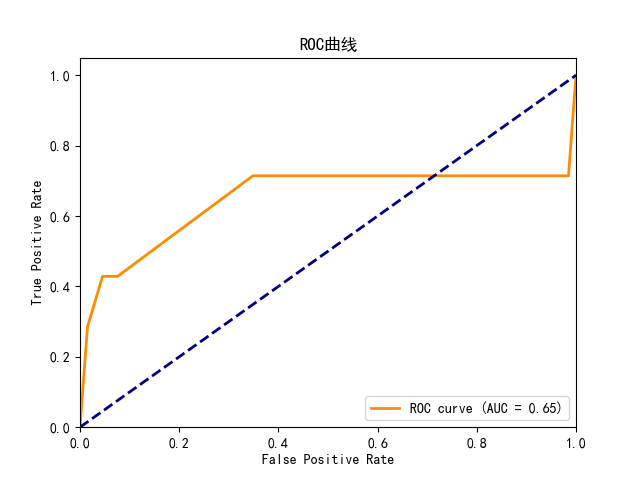 ROC曲线
True Positive Rate
1.0
0.8
0.6
0.4
0.2
0.0
ROC curve (AUC = 0.65)
0.0 0.2 0.4 0.6 0.8 1.0
False Positive Rate